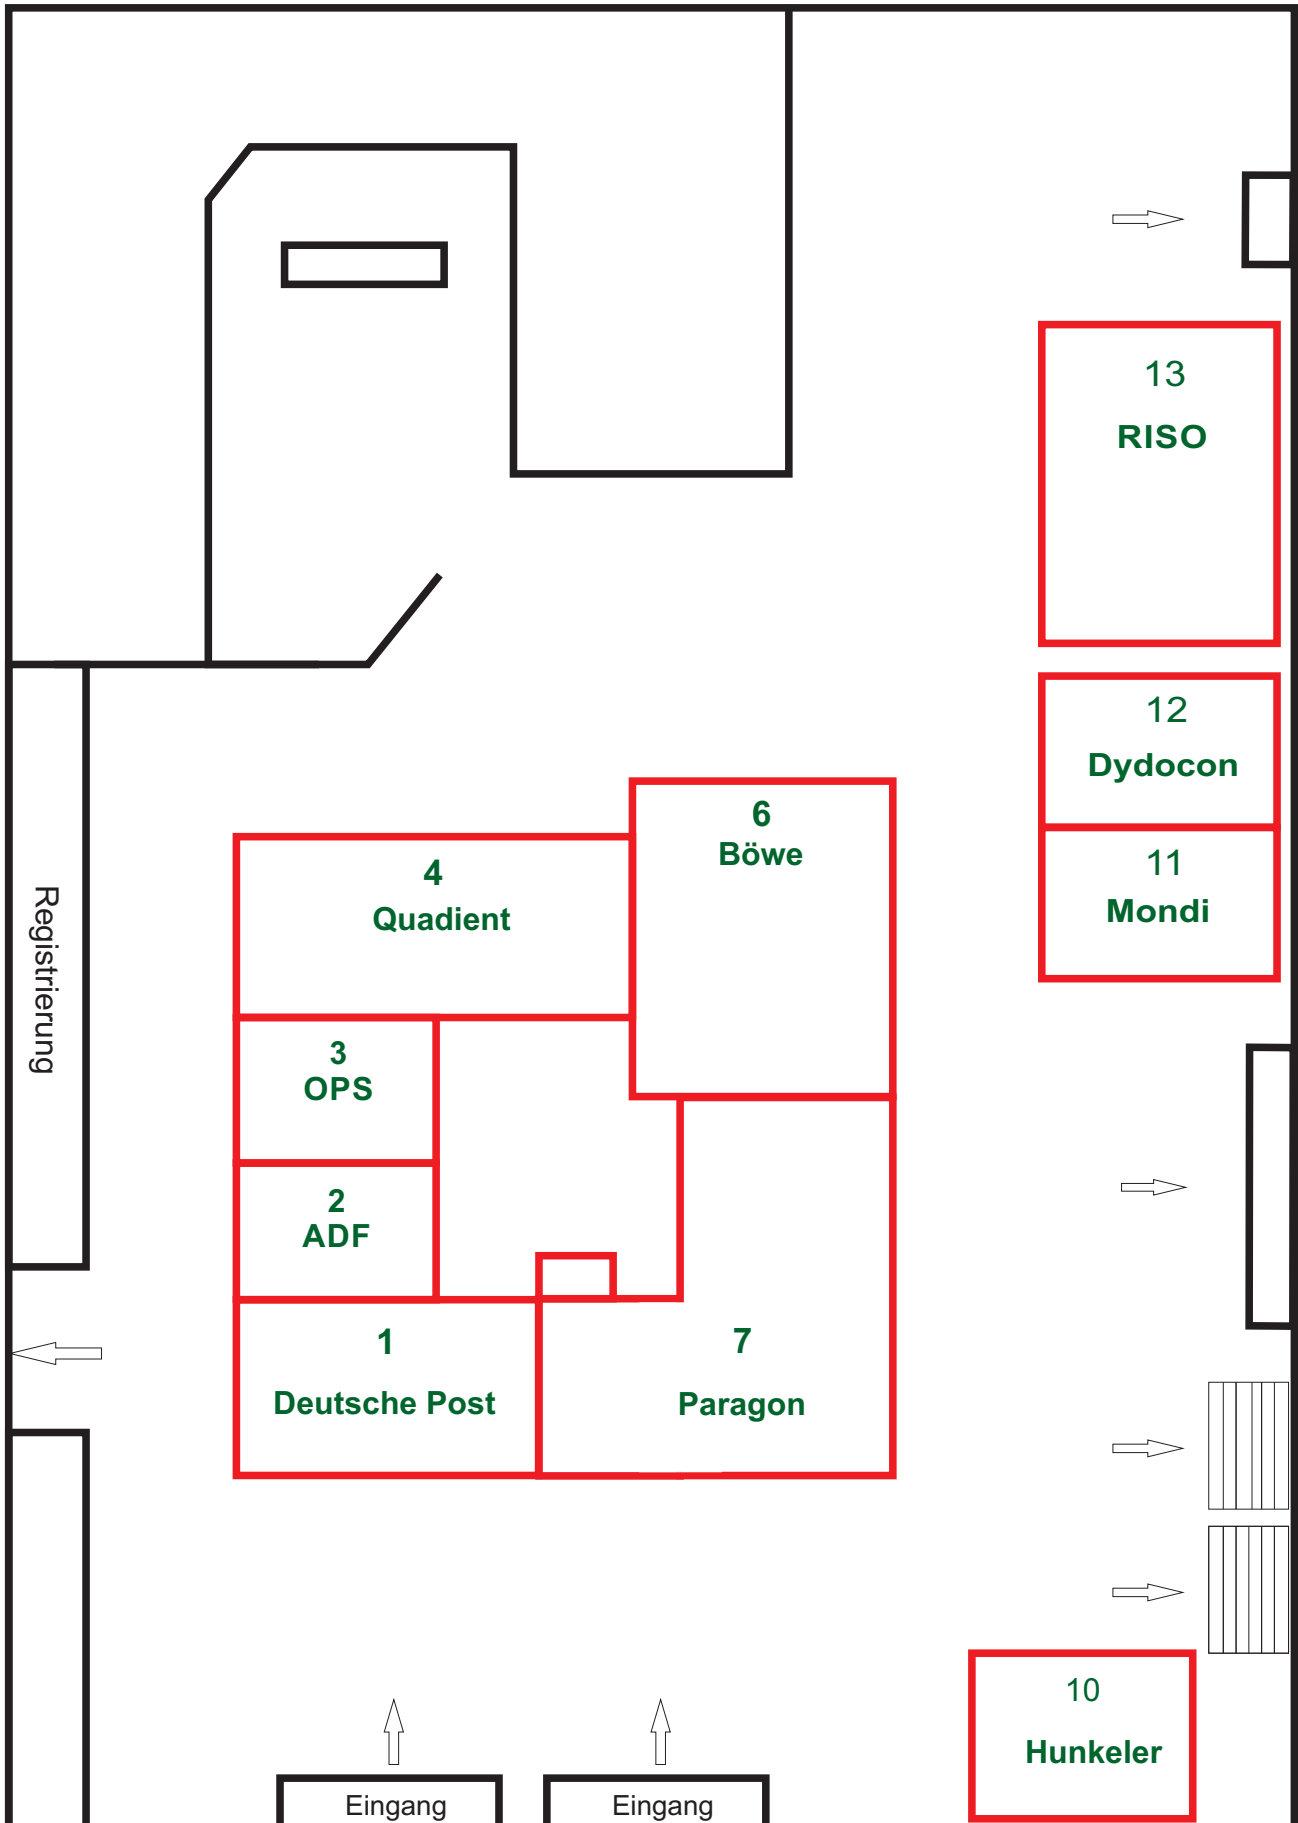 13
RISO
12
Dydocon
6
Böwe
11
Mondi
4
Quadient
Registrierung
3
OPS
2
ADF
1
Deutsche Post
7
Paragon
10
Hunkeler
Eingang
Eingang